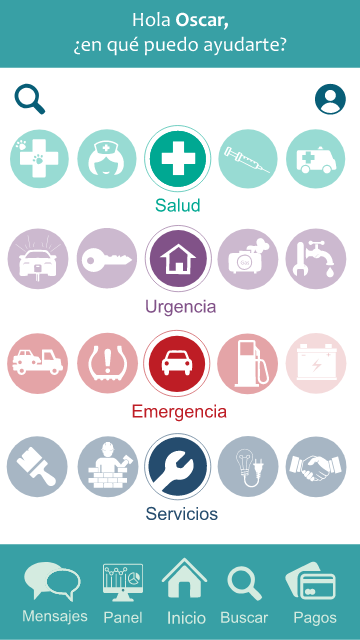 Hola Oscar,
¿en qué puedo ayudarte?
Salud
Urgencia
Emergencia
Servicios
Mensajes Panel Inicio Buscar Pagos